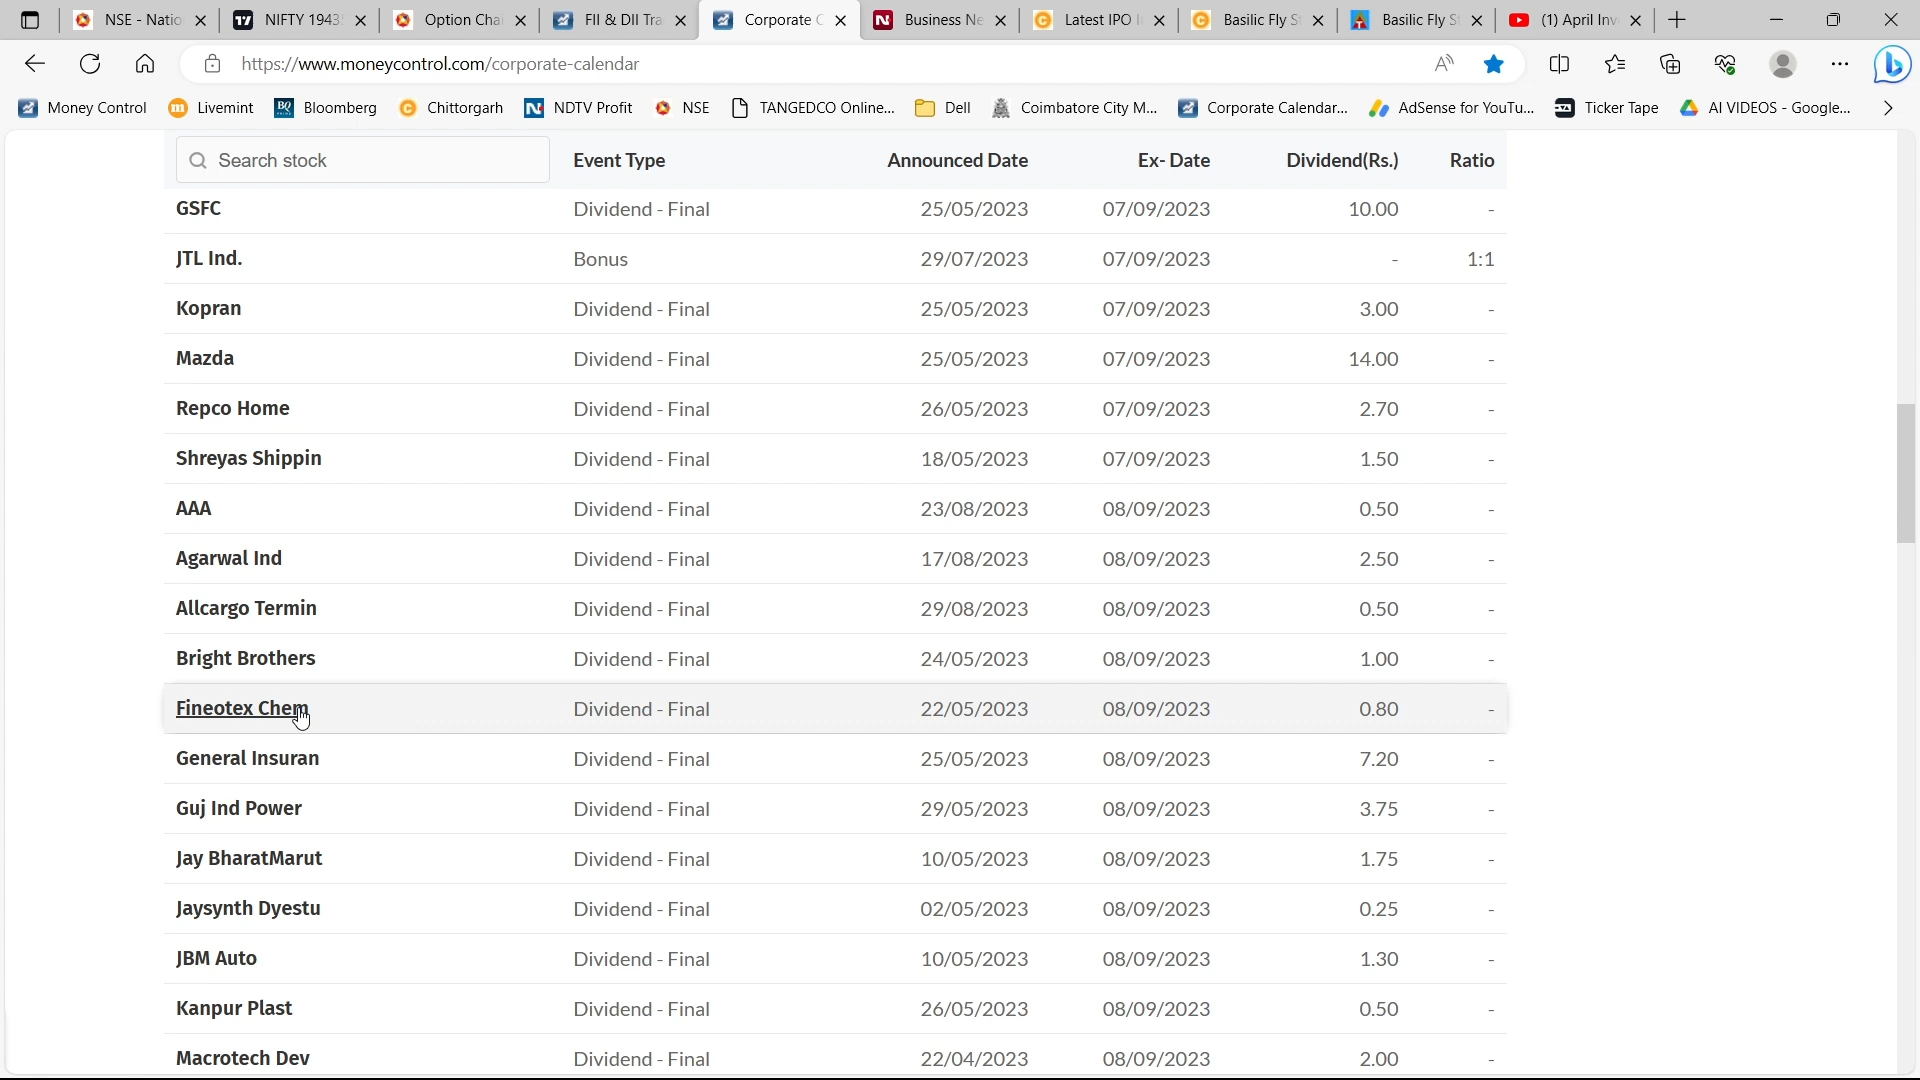 NSE - Natio NIFTY 1943 Option Cha FII & DII Tra Corporate C Business Ne Latest IPO I Basilic Fly S Basilic Fly S (1) April Inv
https://www.moneycontrol.com/corporate-calendar
Money Control Livemint Bloomberg Chittorgarh NDTV Profit NSE TANGEDCO Online... Dell Coimbatore City M... Corporate Calendar... AdSense for YouTu... Ticker Tape AI VIDEOS - Google...
Search stock Event Type Announced Date Ex- Date Dividend(Rs.) Ratio
GSFC Dividend - Final 25/05/2023 07/09/2023 10.00 -
JTL Ind. Bonus 29/07/2023 07/09/2023 - 1:1
Kopran Dividend - Final 25/05/2023 07/09/2023 3.00 -
Mazda Dividend - Final 25/05/2023 07/09/2023 14.00 -
Repco Home Dividend - Final 26/05/2023 07/09/2023 2.70 -
Shreyas Shippin Dividend - Final 18/05/2023 07/09/2023 1.50 -
AAA Dividend - Final 23/08/2023 08/09/2023 0.50 -
Agarwal Ind Dividend - Final 17/08/2023 08/09/2023 2.50 -
Allcargo Termin Dividend - Final 29/08/2023 08/09/2023 0.50 -
Bright Brothers Dividend - Final 24/05/2023 08/09/2023 1.00 -
Fineotex Chem Dividend - Final 22/05/2023 08/09/2023 0.80 -
General Insuran Dividend - Final 25/05/2023 08/09/2023 7.20 -
Guj Ind Power Dividend - Final 29/05/2023 08/09/2023 3.75 -
Jay BharatMarut Dividend - Final 10/05/2023 08/09/2023 1.75 -
Jaysynth Dyestu Dividend - Final 02/05/2023 08/09/2023 0.25 -
JBM Auto Dividend - Final 10/05/2023 08/09/2023 1.30 -
Kanpur Plast Dividend - Final 26/05/2023 08/09/2023 0.50 -
Macrotech Dev Dividend - Final 22/04/2023 08/09/2023 2.00 -